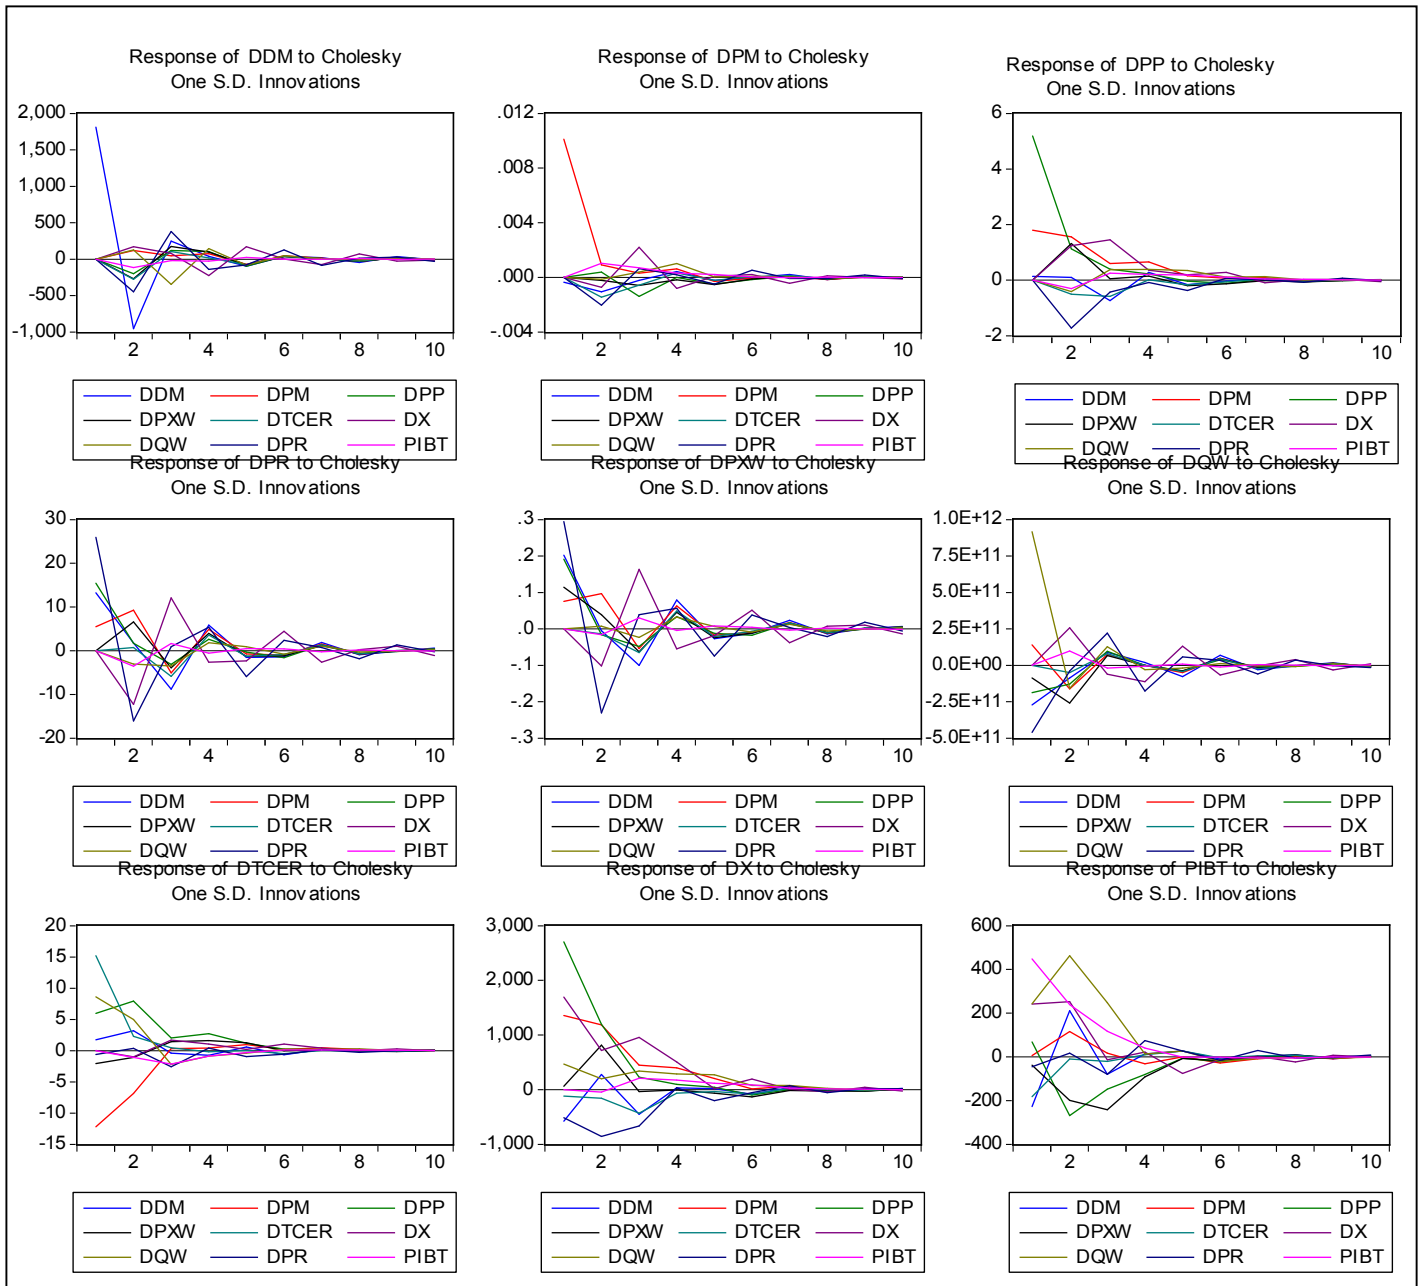 Response of DDM to Cholesky
One S.D. Innovations
2,000
1,500
1,000
500
0
-500
-1,000
2 4 6 8 10
DDM DPM DPP
DPXW DTCER DX
DQW DPR PIBT
Response of DPM to Cholesky
One S.D. Innovations
.012
.008
.004
.000
-.004
2 4 6 8 10
DDM DPM DPP
DPXW DTCER DX
DQW DPR PIBT
Response of DPP to Cholesky
One S.D. Innovations
6
4
2
0
-2
2 4 6 8 10
DDM DPM DPP
DPXW DTCER DX
DQW DPR PIBT
Response of DPR to Cholesky
One S.D. Innovations
30
20
10
0
-10
-20
2 4 6 8 10
DDM DPM DPP
DPXW DTCER DX
DQW DPR PIBT
Response of DPXW to Cholesky
One S.D. Innovations
.3
.2
.1
.0
-.1
-.2
-.3
2 4 6 8 10
DDM DPM DPP
DPXW DTCER DX
DQW DPR PIBT
Response of DQW to Cholesky
One S.D. Innovations
1.0E+12
7.5E+11
5.0E+11
2.5E+11
0.0E+00
-2.5E+11
-5.0E+11
2 4 6 8 10
DDM DPM DPP
DPXW DTCER DX
DQW DPR PIBT
Response of DTCER to Cholesky
One S.D. Innovations
20
15
10
5
0
-5
-10
-15
2 4 6 8 10
DDM DPM DPP
DPXW DTCER DX
DQW DPR PIBT
Response of DX to Cholesky
One S.D. Innovations
3,000
2,000
1,000
0
-1,000
2 4 6 8 10
DDM DPM DPP
DPXW DTCER DX
DQW DPR PIBT
Response of PIBT to Cholesky
One S.D. Innovations
600
400
200
0
-200
-400
2 4 6 8 10
DDM DPM DPP
DPXW DTCER DX
DQW DPR PIBT